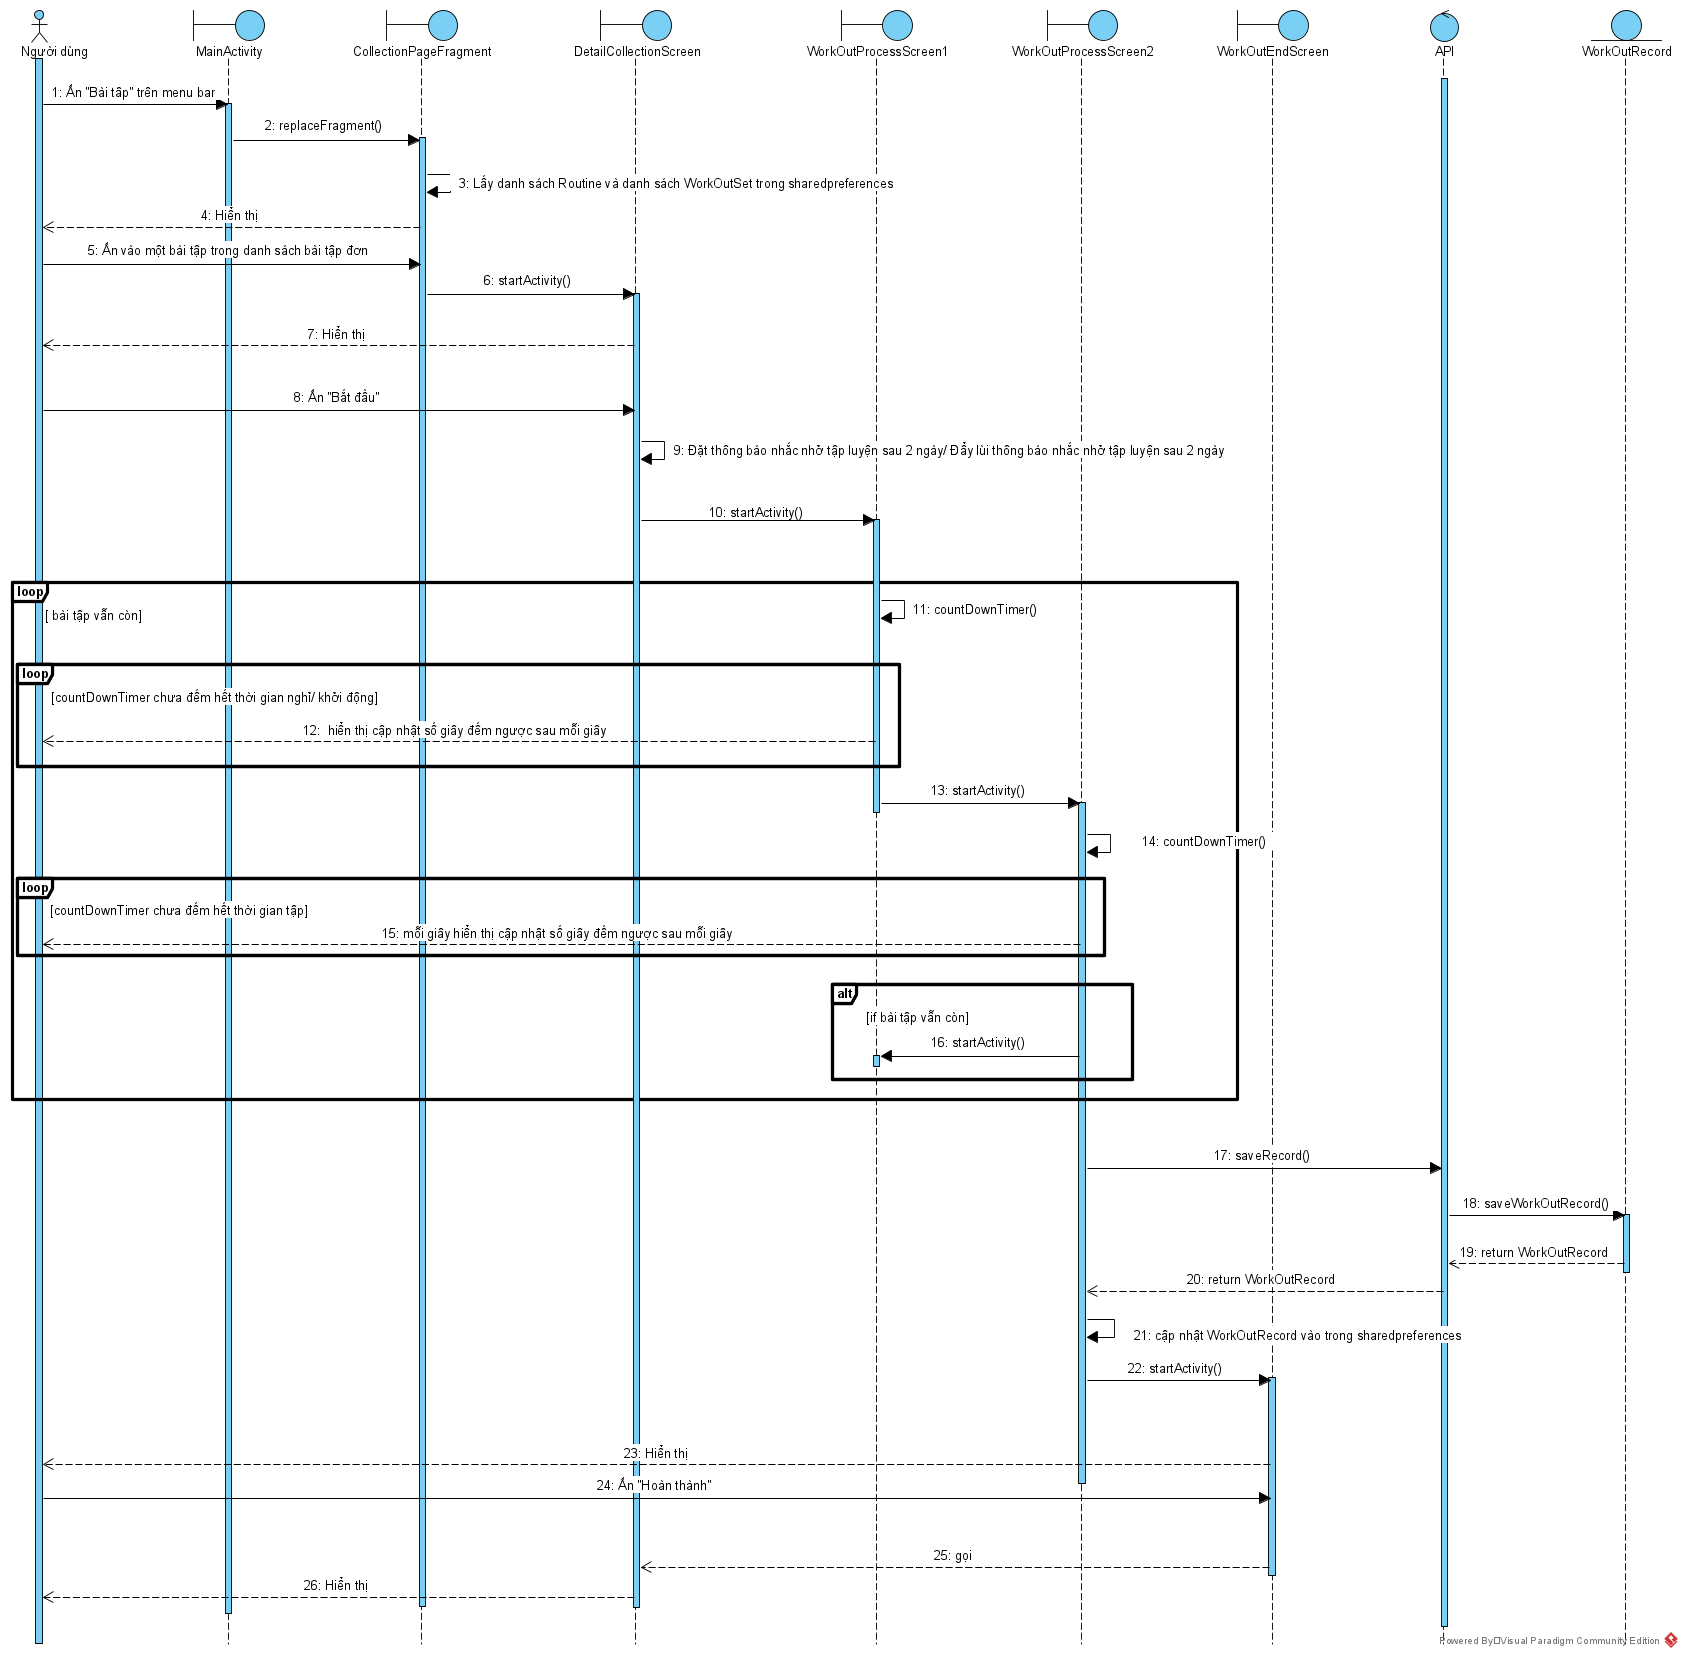 Người dùng
MainActivity
CollectionPageFragment
DetailCollectionScreen
WorkOutProcessScreen1
WorkOutProcessScreen2
WorkOutEndScreen
API
WorkOutRecord
1: Ấn "Bài tập" trên menu bar
2: replaceFragment()
3: Lấy danh sách Routine và danh sách WorkOutSet trong sharedpreferences
4: Hiển thị
5: Ấn vào một bài tập trong danh sách bài tập đơn
6: startActivity()
7: Hiển thị
8: Ấn "Bắt đầu"
9: Đặt thông báo nhắc nhở tập luyện sau 2 ngày/ Đẩy lùi thông báo nhắc nhở tập luyện sau 2 ngày
10: startActivity()
loop
[ bài tập vẫn còn]
11: countDownTimer()
loop
[countDownTimer chưa đếm hết thời gian nghỉ/ khởi động]
12: hiển thị cập nhật số giây đếm ngược sau mỗi giây
13: startActivity()
14: countDownTimer()
loop
[countDownTimer chưa đếm hết thời gian tập]
15: mỗi giây hiển thị cập nhật số giây đếm ngược sau mỗi giây
alt
[if bài tập vẫn còn]
16: startActivity()
17: saveRecord()
18: saveWorkOutRecord()
19: return WorkOutRecord
20: return WorkOutRecord
21: cập nhật WorkOutRecord vào trong sharedpreferences
22: startActivity()
23: Hiển thị
24: Ấn "Hoàn thành"
25: gọi
26: Hiển thị
Powered By Visual Paradigm Community Edition